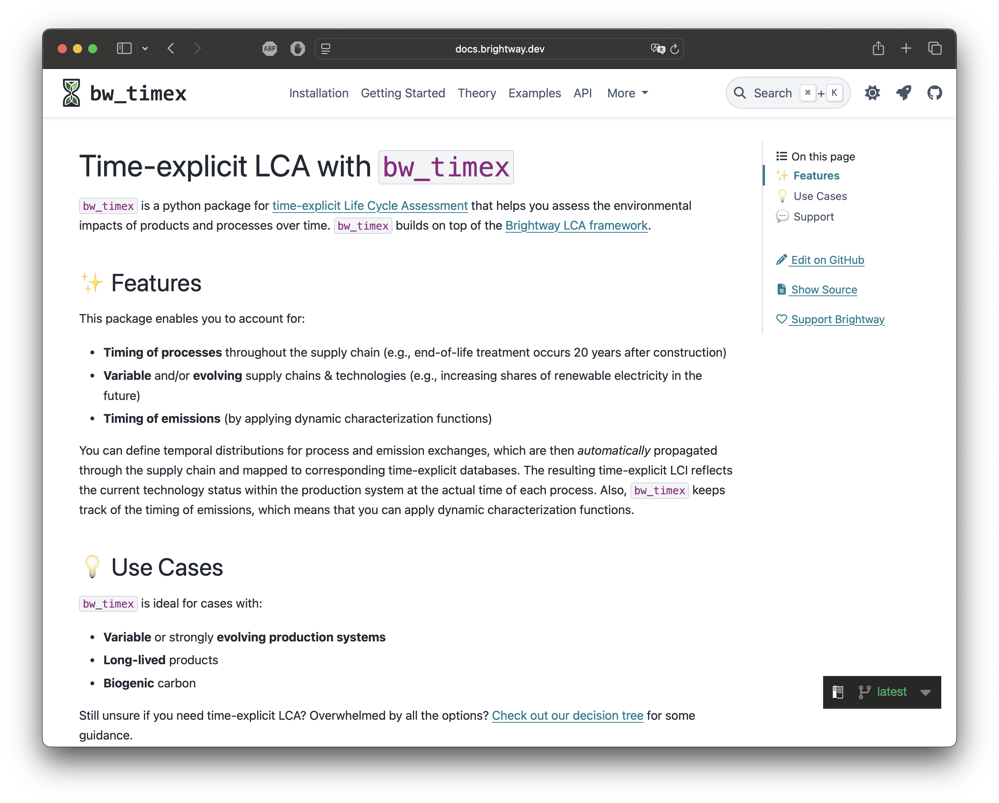 ABP
docs.brightway.dev
bw_timex
Installation Getting Started Theory Examples API More
Search ⌘ + K
Time-explicit LCA with bw_timex
bw_timex is a python package for time-explicit Life Cycle Assessment that helps you assess the environmental
impacts of products and processes over time. bw_timex builds on top of the Brightway LCA framework.
✨ Features
This package enables you to account for:
• Timing of processes throughout the supply chain (e.g., end-of-life treatment occurs 20 years after construction)
• Variable and/or evolving supply chains & technologies (e.g., increasing shares of renewable electricity in the
future)
• Timing of emissions (by applying dynamic characterization functions)
You can define temporal distributions for process and emission exchanges, which are then automatically propagated
through the supply chain and mapped to corresponding time-explicit databases. The resulting time-explicit LCI reflects
the current technology status within the production system at the actual time of each process. Also, bw_timex keeps
track of the timing of emissions, which means that you can apply dynamic characterization functions.
💡 Use Cases
bw_timex is ideal for cases with:
• Variable or strongly evolving production systems
• Long-lived products
• Biogenic carbon
Still unsure if you need time-explicit LCA? Overwhelmed by all the options? Check out our decision tree for some
guidance.
On this page
✨ Features
💡 Use Cases
💬 Support
Edit on GitHub
Show Source
Support Brightway
latest